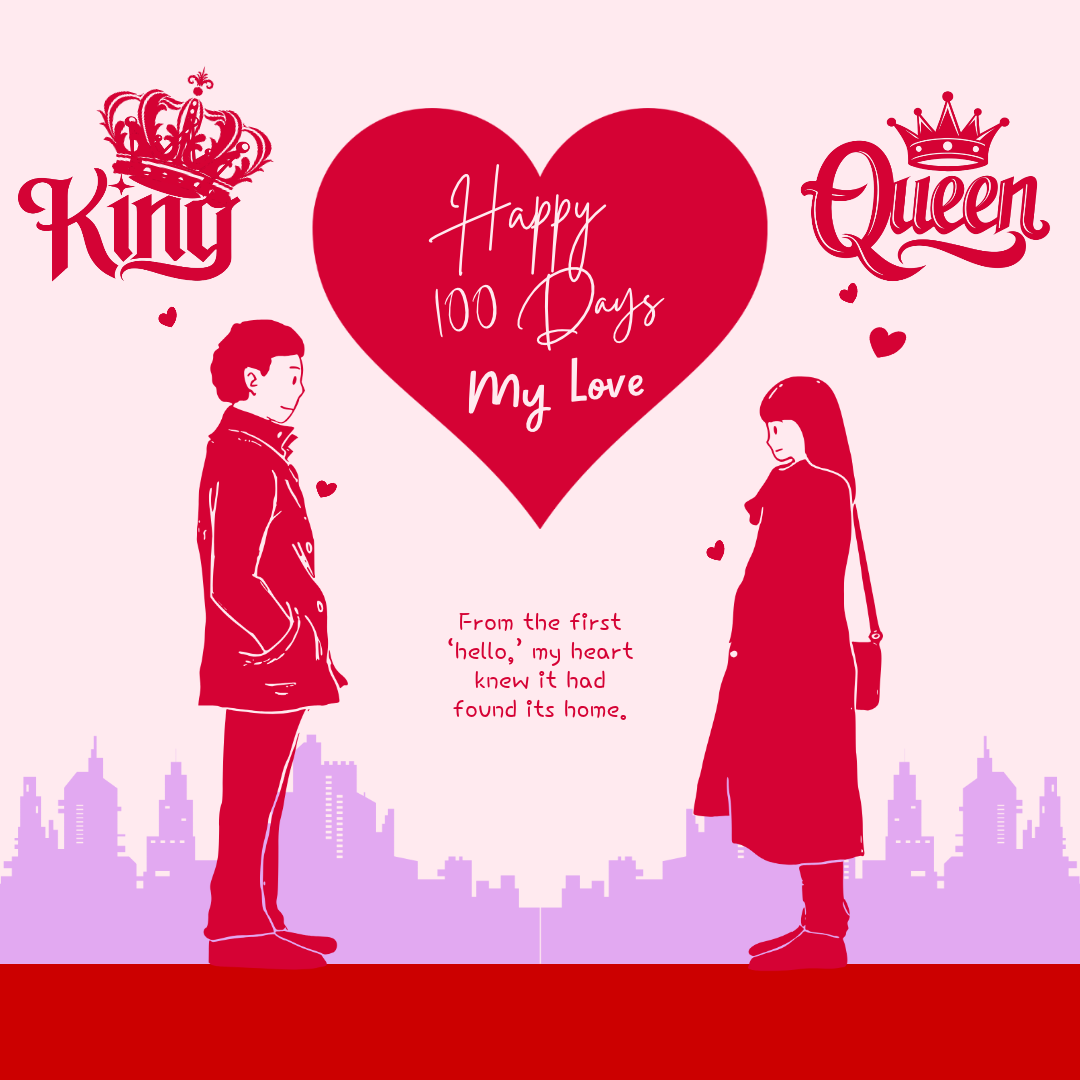 King
Queen
Happy
100 Days
My Love
From the first
‘hello,’ my heart
knew it had
found its home.